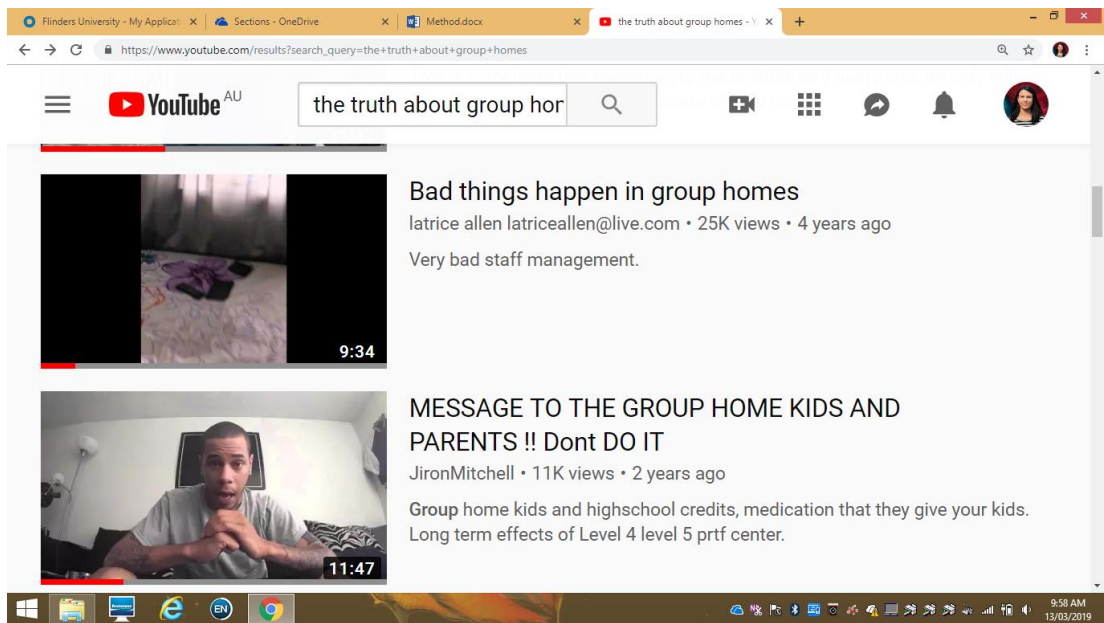 Flinders University - My Applicat
Sections - OneDrive
Method.docx
the truth about group homes - Y
https://www.youtube.com/results?search_query=the+truth+about+group+homes
YouTube AU
the truth about group hor
Bad things happen in group homes
latrice allen latriceallen@live.com • 25K views • 4 years ago
Very bad staff management.
9:34
MESSAGE TO THE GROUP HOME KIDS AND
PARENTS !! Dont DO IT
JironMitchell • 11K views • 2 years ago
Group home kids and highschool credits, medication that they give your kids.
Long term effects of Level 4 level 5 prtf center.
11:47
EN
9:58 AM
13/03/2019